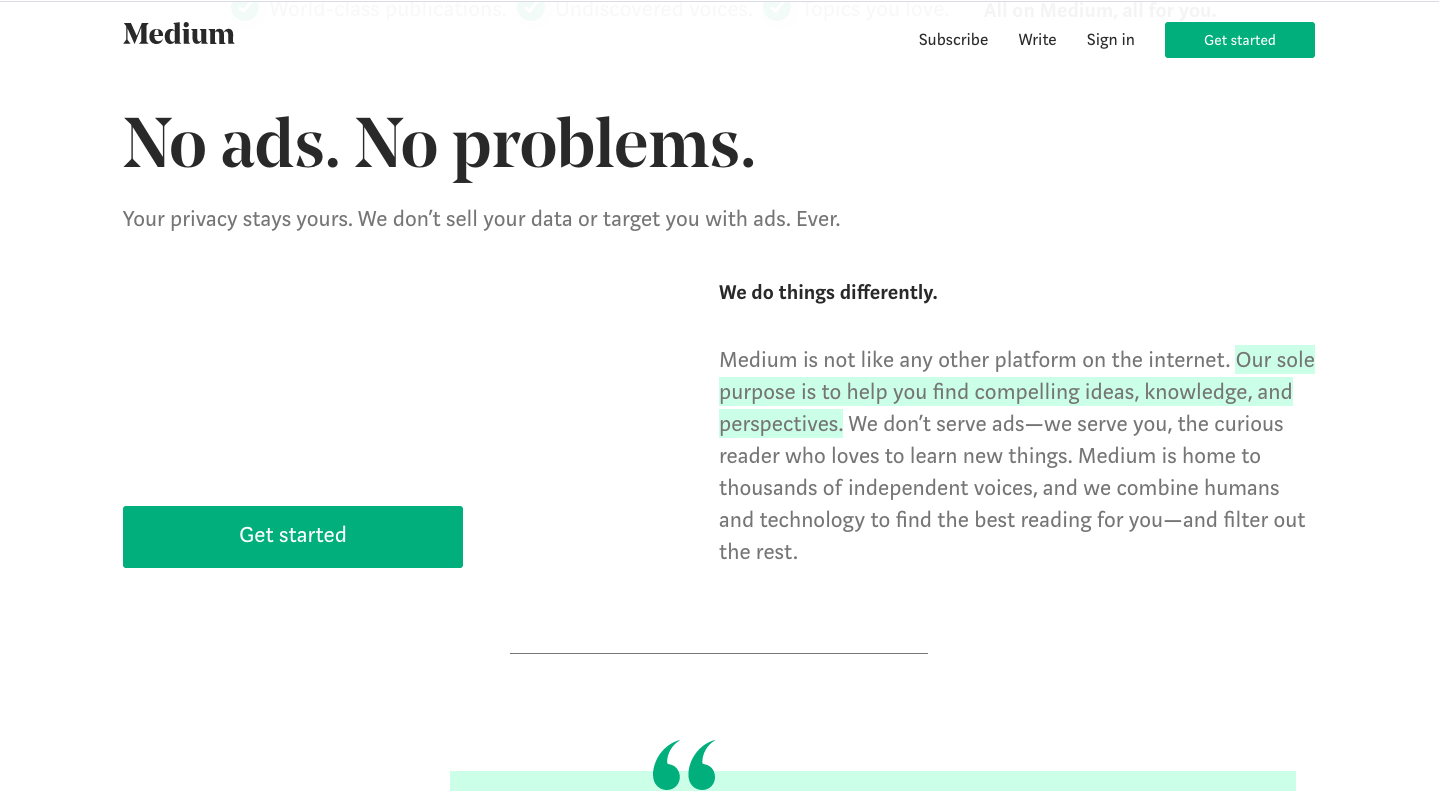 World-class publications. Undiscovered voices. Topics you love. All on Medium, all for you.
Medium
Subscribe Write Sign in Get started
No ads. No problems.
Your privacy stays yours. We don’t sell your data or target you with ads. Ever.
We do things differently.
Medium is not like any other platform on the internet. Our sole
purpose is to help you find compelling ideas, knowledge, and
perspectives. We don’t serve ads—we serve you, the curious
reader who loves to learn new things. Medium is home to
thousands of independent voices, and we combine humans
and technology to find the best reading for you—and filter out
the rest.
Get started
“